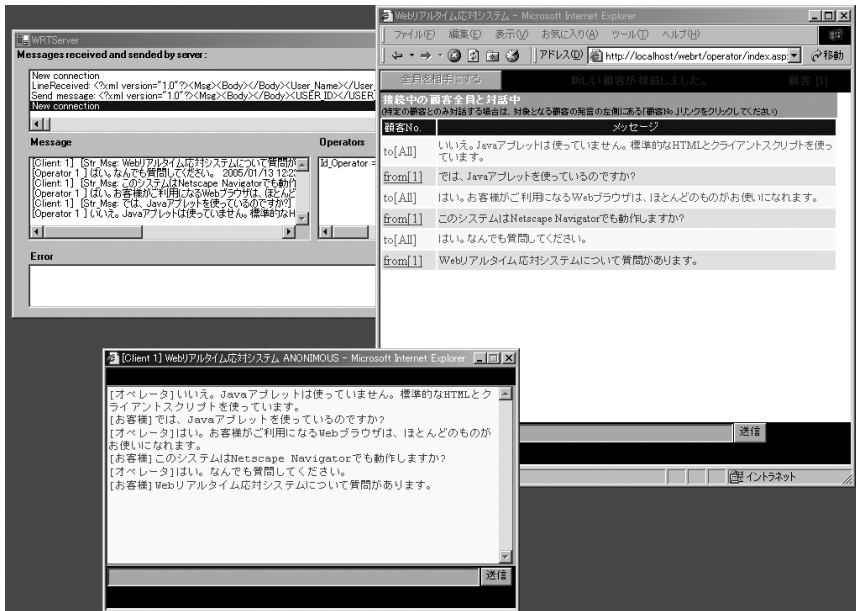 WRTServer
Messages received and sended by server :
New connection
LineReceived: <?xml version="1.0"?><Msg><Body></Body><User_Name></User_
Send message: <?xml version="1.0"?><Msg><Body></Body><USER_ID></USER
New connection
Message
Operators
[Client: 1] [Str_Msg: Webリアルタイム応対システムについて質問が
[Operator 1 ] はい。なんでも質問してください。 2005/01/13 12:2
[Client: 1] [Str_Msg: このシステムはNetscape Navigatorでも動作
[Operator 1 ] はい。お客様がご利用になるWebブラウザは、ほとんど
[Client: 1] [Str_Msg: では、Javaアプレットを使っているのですか?]
[Operator 1 ] いいえ。Javaアプレットは使っていません。標準的なH
Id_Operator =
Error
Webリアルタイム応対システム - Microsoft Internet Explorer
ファイル(F) 編集(E) 表示(V) お気に入り(A) ツール(T) ヘルプ(H)
アドレス(D) http://localhost/webrt/operator/index.asp 移動
全員を相手にする 新しい顧客が接続しました。 顧客 [1]
接続中の顧客全員と対話中
(特定の顧客とのみ対話する場合は、対象となる顧客の発言の左側にある「顧客No.」リンクをクリックしてください)
顧客No. メッセージ
to[All] いいえ。Javaアプレットは使っていません。標準的なHTMLとクライアントスクリプトを使っ
ています。
from[1] では、Javaアプレットを使っているのですか?
to[All] はい。お客様がご利用になるWebブラウザは、ほとんどのものがお使いになれます。
from[1] このシステムはNetscape Navigatorでも動作しますか?
to[All] はい。なんでも質問してください。
from[1] Webリアルタイム応対システムについて質問があります。
送信
イントラネット
[Client 1] Webリアルタイム応対システム ANONIMOUS - Microsoft Internet Explorer
[オペレータ]いいえ。Javaアプレットは使っていません。標準的なHTMLとク
ライアントスクリプトを使っています。
[お客様]では、Javaアプレットを使っているのですか?
[オペレータ]はい。お客様がご利用になるWebブラウザは、ほとんどのものが
お使いになれます。
[お客様]このシステムはNetscape Navigatorでも動作しますか?
[オペレータ]はい。なんでも質問してください。
[お客様]Webリアルタイム応対システムについて質問があります。
送信